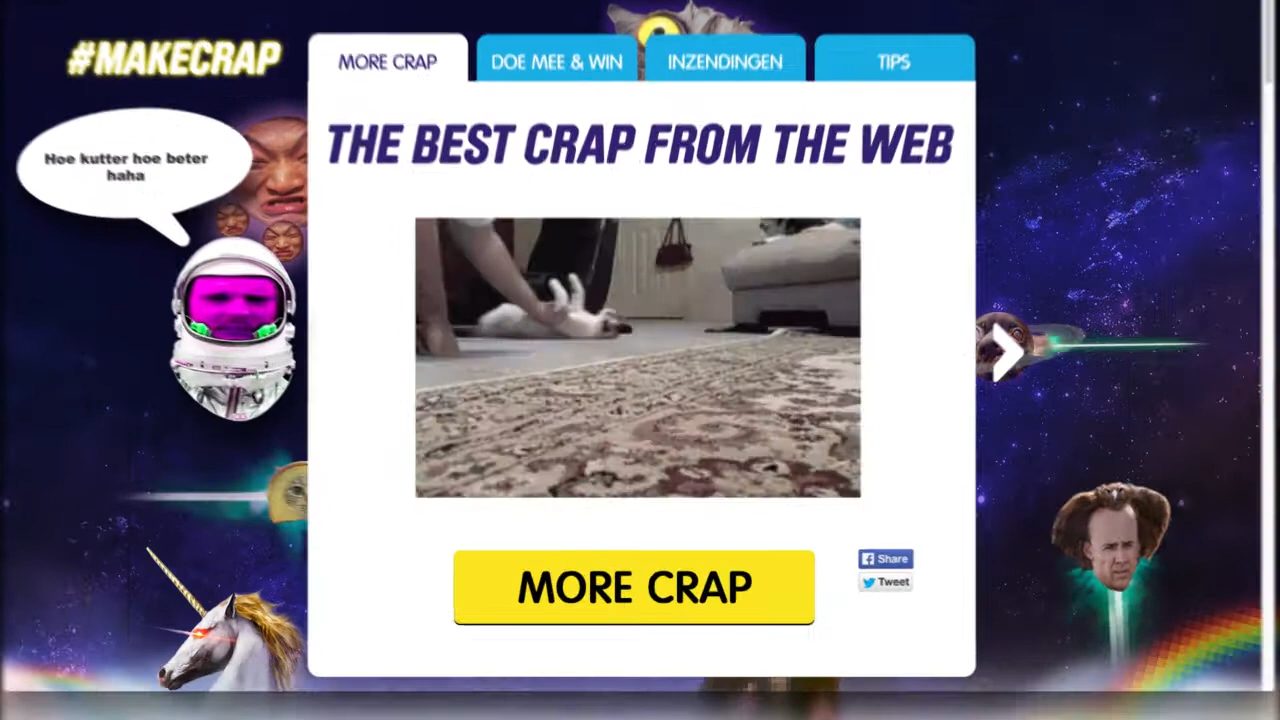 #MAKECRAP
MORE CRAP
DOE MEE & WIN
INZENDINGEN
TIPS
Hoe kutter hoe beter
haha
THE BEST CRAP FROM THE WEB
MORE CRAP
Share
Tweet